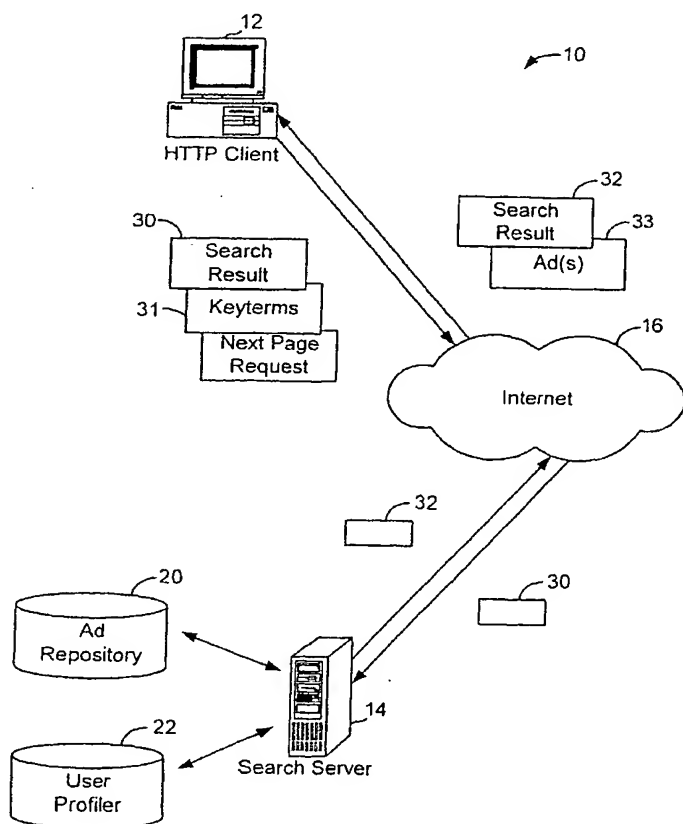 12
10
HTTP Client
32
Search
Result
33
Ad(s)
30
Search
Result
31
Keyterms
Next Page
Request
16
Internet
32
30
20
Ad
Repository
14
Search Server
22
User
Profiler